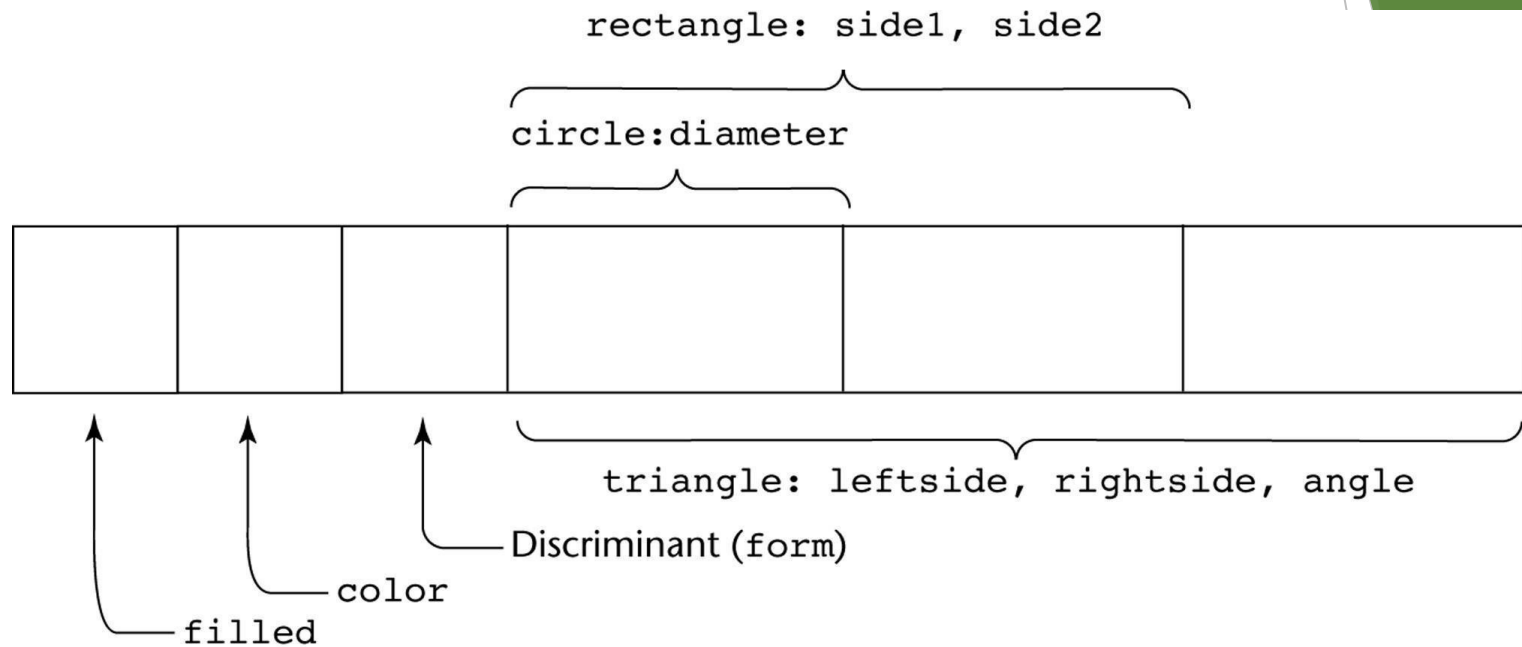 rectangle: side1, side2
circle:diameter
triangle: leftside, rightside, angle
Discriminant (form)
color
filled